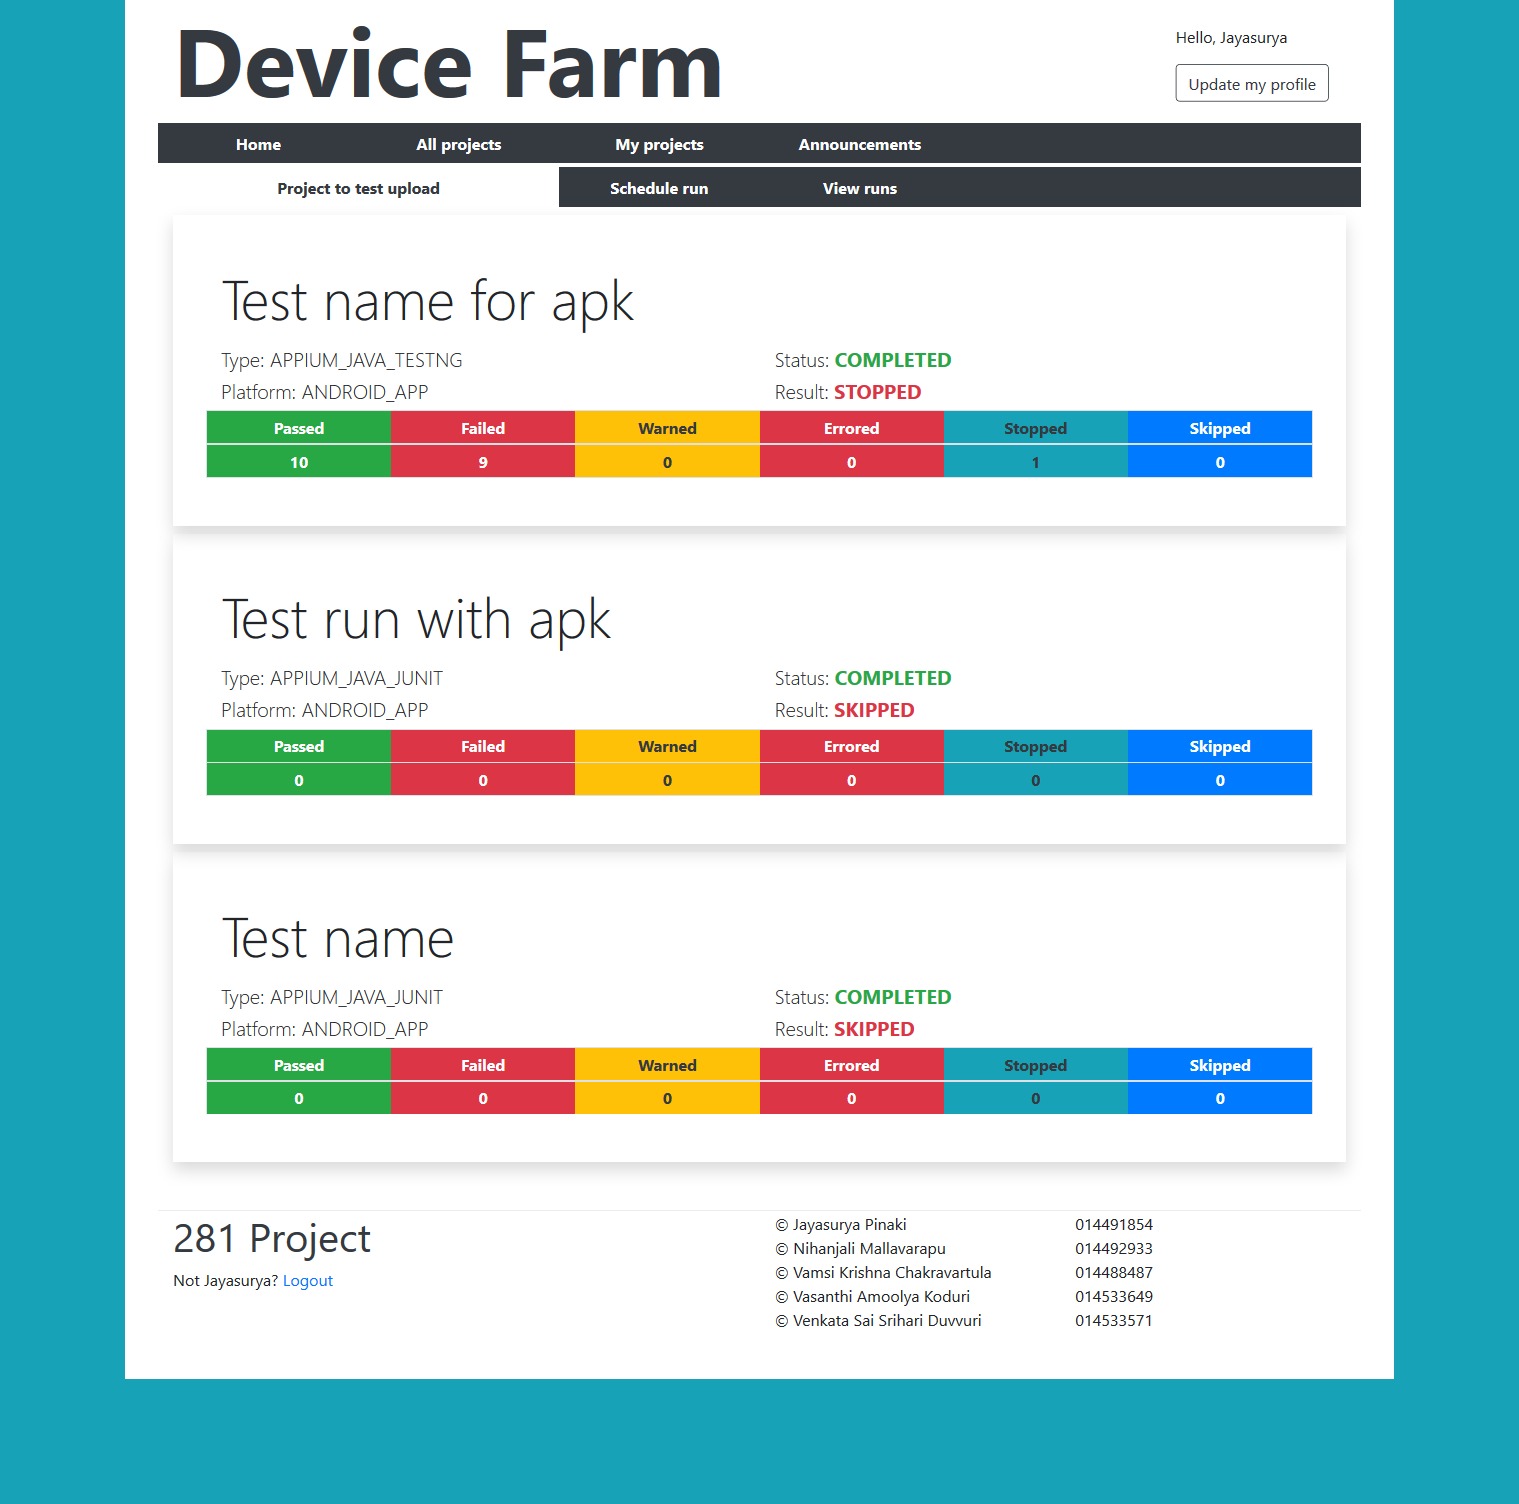 Device Farm
Hello, Jayasurya
Update my profile
Home All projects My projects Announcements
Project to test upload Schedule run View runs
Test name for apk
Type: APPIUM_JAVA_TESTNG Status: COMPLETED
Platform: ANDROID_APP Result: STOPPED
Passed Failed Warned Errored Stopped Skipped
10 9 0 0 1 0
Test run with apk
Type: APPIUM_JAVA_JUNIT Status: COMPLETED
Platform: ANDROID_APP Result: SKIPPED
Passed Failed Warned Errored Stopped Skipped
0 0 0 0 0 0
Test name
Type: APPIUM_JAVA_JUNIT Status: COMPLETED
Platform: ANDROID_APP Result: SKIPPED
Passed Failed Warned Errored Stopped Skipped
0 0 0 0 0 0
281 Project
Not Jayasurya? Logout
© Jayasurya Pinaki 014491854
© Nihanjali Mallavarapu 014492933
© Vamsi Krishna Chakravartula 014488487
© Vasanthi Amoolya Koduri 014533649
© Venkata Sai Srihari Duvvuri 014533571